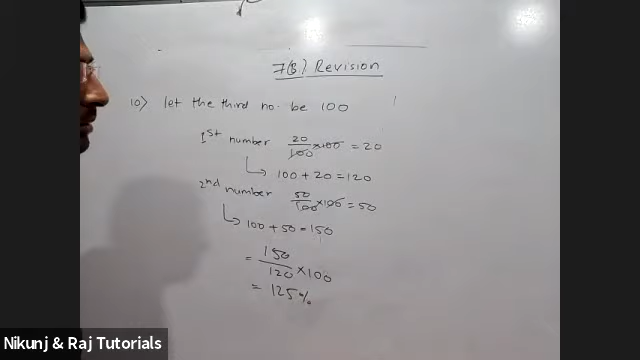 7(B) Revision
10) let the third no. be 100
1st number 20/100 ×100 = 20
↳ 100 + 20 = 120
2nd number 50/100 ×100 = 50
↳ 100 + 50 = 150
= 150/120 ×100
= 125%
Nikunj & Raj Tutorials